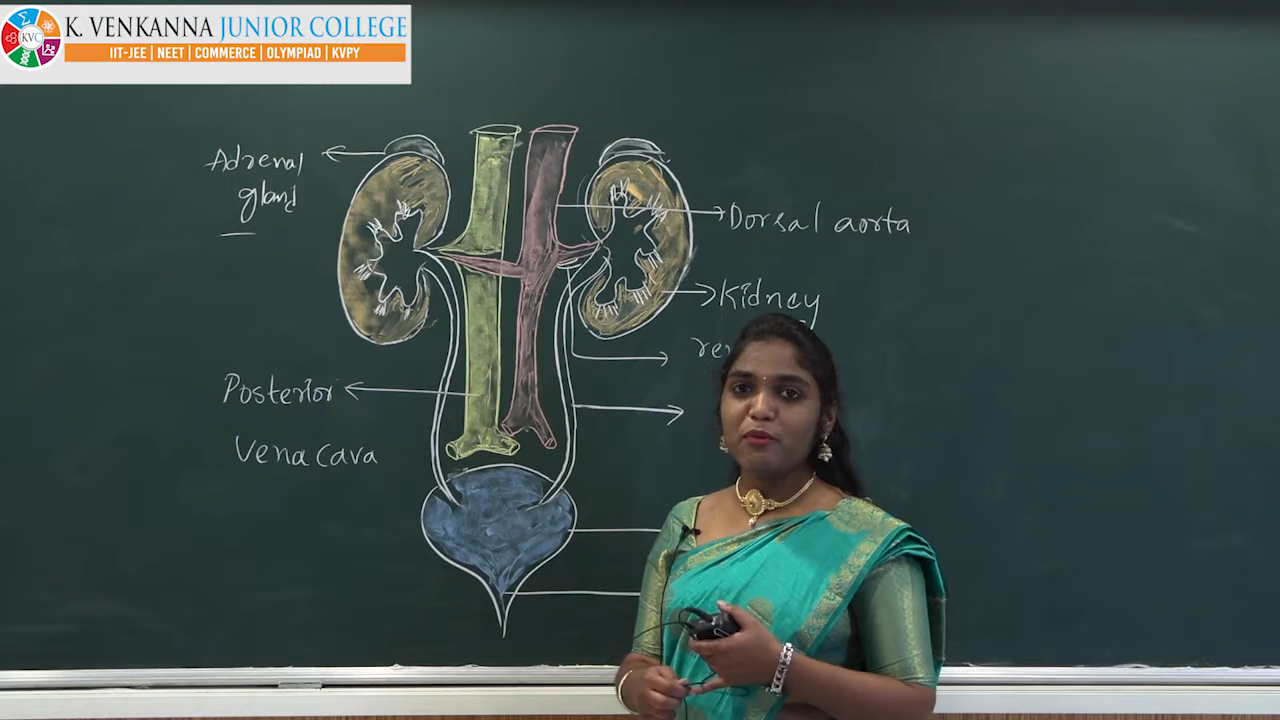 K. VENKANNA JUNIOR COLLEGE
KVC
IIT-JEE | NEET | COMMERCE | OLYMPIAD | KVPY
Adrenal
gland
Dorsal aorta
Kidney
Posterior
Vena cava